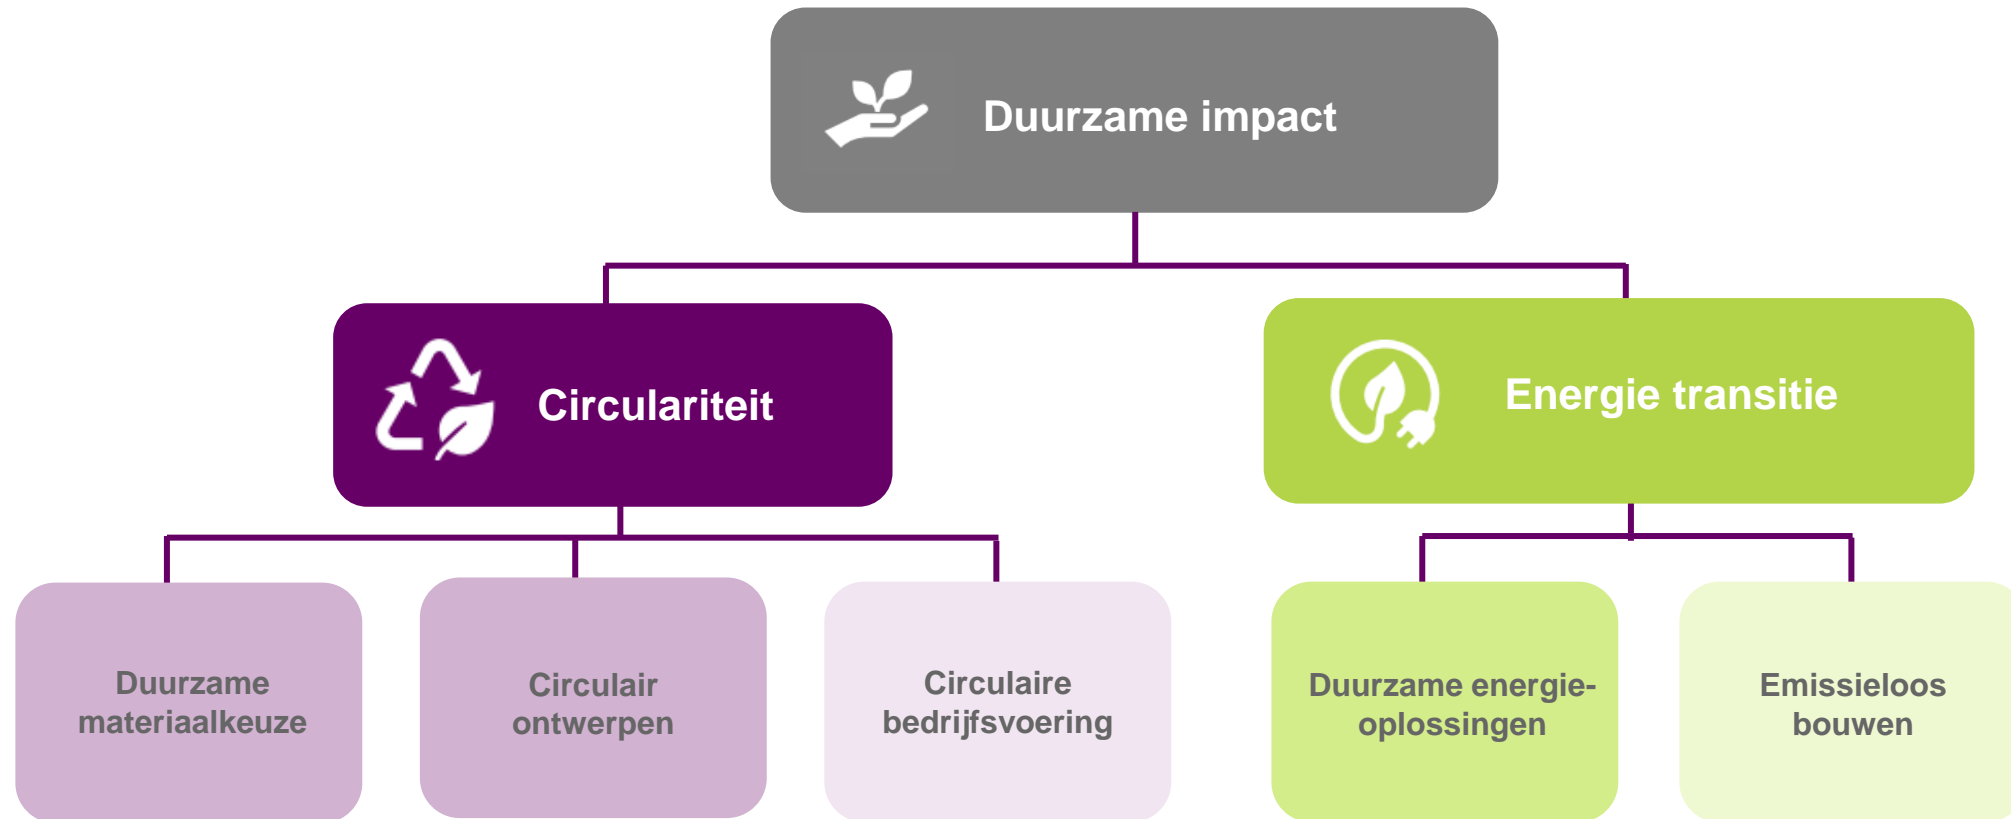 Duurzame impact
Circulariteit
Energie transitie
Duurzame
materiaalkeuze
Circulair
ontwerpen
Circulaire
bedrijfsvoering
Duurzame energie-
oplossingen
Emissieloos
bouwen